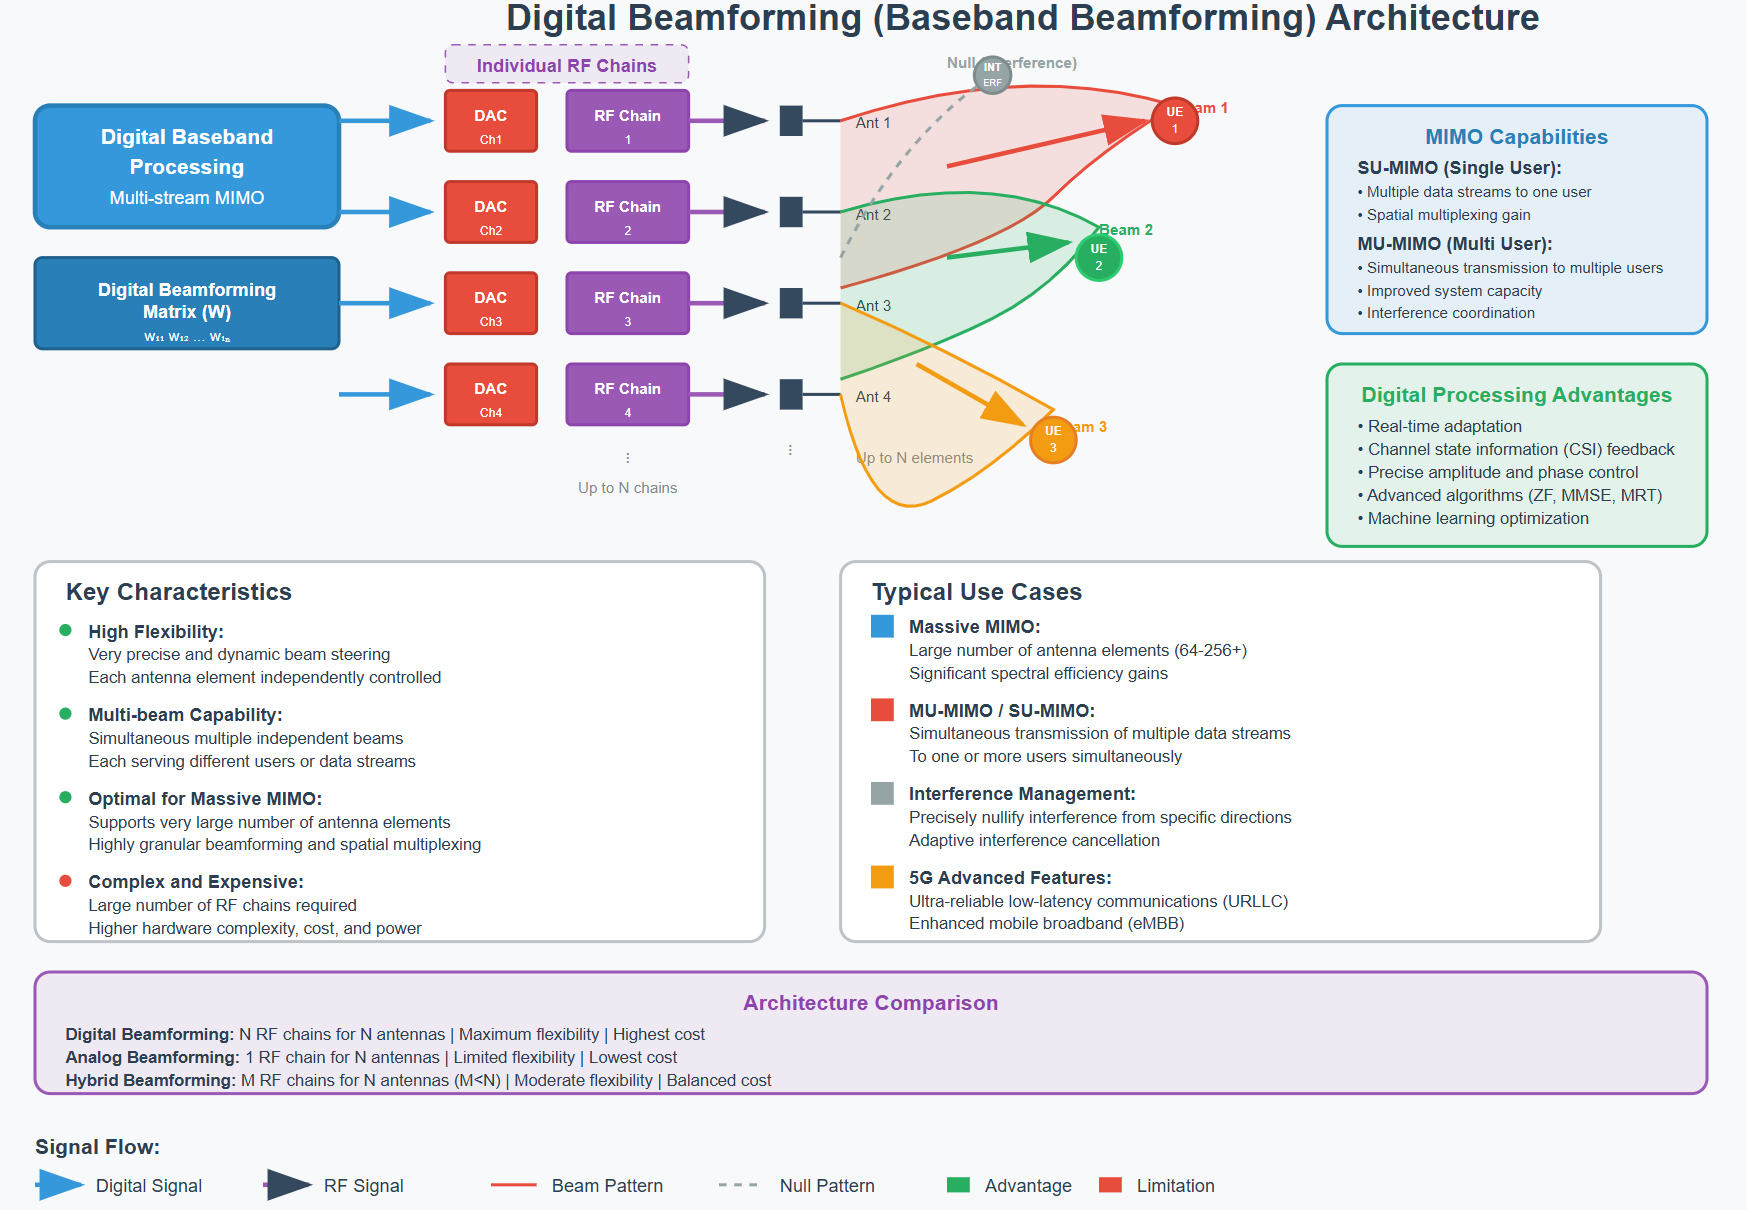 Digital Beamforming (Baseband Beamforming) Architecture
Individual RF Chains
Digital Baseband
Processing
Multi-stream MIMO
Digital Beamforming
Matrix (W)
W₁₁ W₁₂ ... W₁ₙ
DAC
Ch1
RF Chain
1
DAC
Ch2
RF Chain
2
DAC
Ch3
RF Chain
3
DAC
Ch4
RF Chain
4
⋮
Up to N chains
⋮
Ant 1
Ant 2
Ant 3
Ant 4
Up to N elements
Null erference)
INT
ERF
am 1
UE
1
Beam 2
UE
2
am 3
UE
3
MIMO Capabilities
SU-MIMO (Single User):
• Multiple data streams to one user
• Spatial multiplexing gain
MU-MIMO (Multi User):
• Simultaneous transmission to multiple users
• Improved system capacity
• Interference coordination
Digital Processing Advantages
• Real-time adaptation
• Channel state information (CSI) feedback
• Precise amplitude and phase control
• Advanced algorithms (ZF, MMSE, MRT)
• Machine learning optimization
Key Characteristics
High Flexibility:
Very precise and dynamic beam steering
Each antenna element independently controlled
Multi-beam Capability:
Simultaneous multiple independent beams
Each serving different users or data streams
Optimal for Massive MIMO:
Supports very large number of antenna elements
Highly granular beamforming and spatial multiplexing
Complex and Expensive:
Large number of RF chains required
Higher hardware complexity, cost, and power
Typical Use Cases
Massive MIMO:
Large number of antenna elements (64-256+)
Significant spectral efficiency gains
MU-MIMO / SU-MIMO:
Simultaneous transmission of multiple data streams
To one or more users simultaneously
Interference Management:
Precisely nullify interference from specific directions
Adaptive interference cancellation
5G Advanced Features:
Ultra-reliable low-latency communications (URLLC)
Enhanced mobile broadband (eMBB)
Architecture Comparison
Digital Beamforming: N RF chains for N antennas | Maximum flexibility | Highest cost
Analog Beamforming: 1 RF chain for N antennas | Limited flexibility | Lowest cost
Hybrid Beamforming: M RF chains for N antennas (M<N) | Moderate flexibility | Balanced cost
Signal Flow:
Digital Signal
RF Signal
Beam Pattern
Null Pattern
Advantage
Limitation